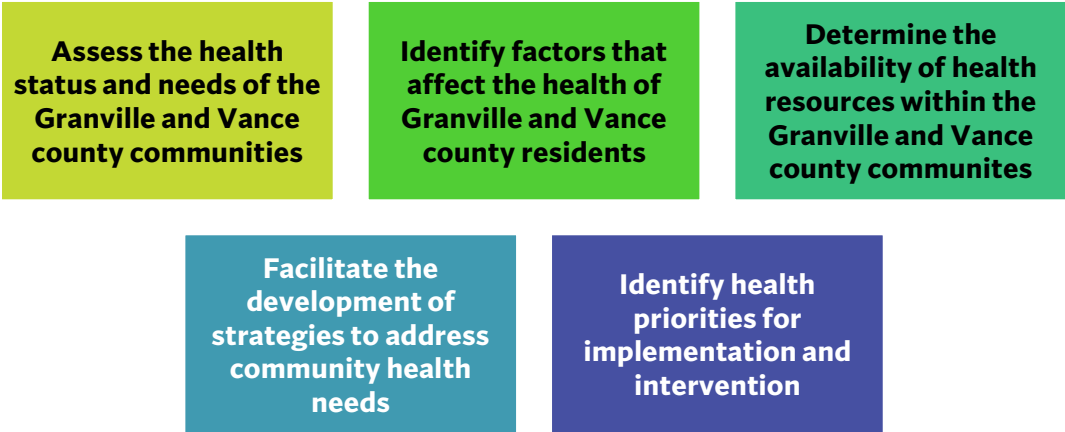 Assess the health
status and needs of the
Granville and Vance
county communities
Identify factors that
affect the health of
Granville and Vance
county residents
Determine the
availability of health
resources within the
Granville and Vance
county communites
Facilitate the
development of
strategies to address
community health
needs
Identify health
priorities for
implementation and
intervention